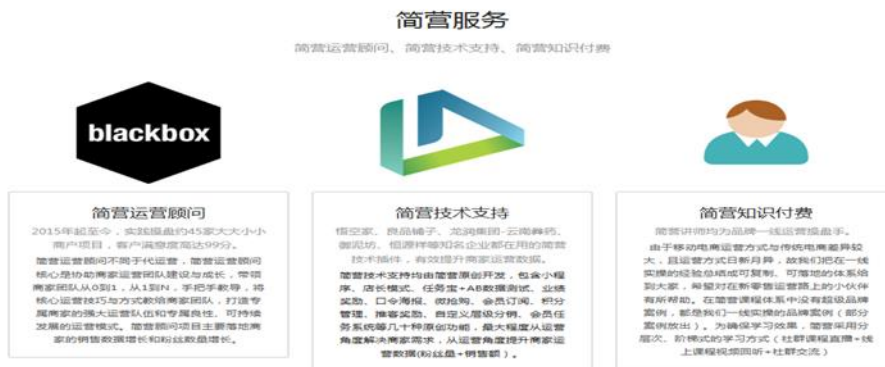 简营服务
简营运营顾问、简营技术支持、简营知识付费
blackbox
简营运营顾问
2015年起至今，实践操盘约45家大大小小
商户项目，客户满意度高达99分。
简营运营顾问不同于代运营，简营运营顾问
核心是协助商家运营团队建设与成长，带领
商家团队从0到1，从1到N，手把手教导，将
核心运营技巧与方式教给商家团队，打造专
属商家的强大运营队伍和专属良性、可持续
发展的运营模式。简营顾问项目主要落地商
家的销售数据增长和粉丝数量增长。
简营技术支持
悟空家、良品铺子、龙润集团-云南彝药、
御泥坊、恒源祥等知名企业都在用的简营
技术插件，有效提升商家运营数据。
简营技术支持均由简营原创开发，包含小程
序、店长模式、任务宝+AB数据测试、业绩
奖励、口令海报、微抢购、会员订阅、积分
管理、推客奖励、自定义层级分销、会员任
务系统等几十种原创功能，最大程度从运营
角度解决商家需求，从运营角度提升商家运
营数据(粉丝量+销售额)。
简营知识付费
简营讲师均为品牌一线运营操盘手。
由于移动电商运营方式与传统电商差异较
大，且运营方式日新月异，故我们把在一线
实操的经验总结成可复制、可落地的体系给
到大家，希望对在新零售运营路上的小伙伴
有所帮助。在简营课程体系中没有超级品牌
案例，都是我们一线实操的品牌案例（部分
案例放出）。为确保学习效果，简营采用分
层次、阶梯式的学习方式（社群课程直播+线
上课程视频回听+社群交流）